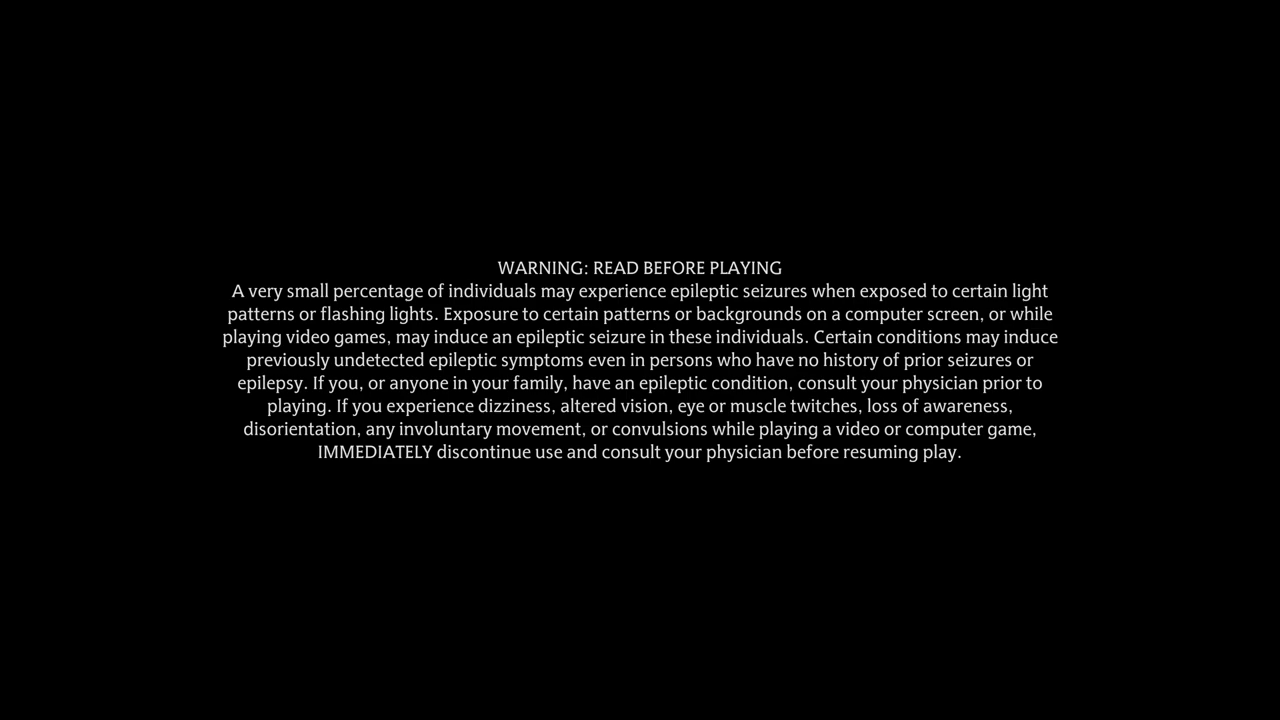 WARNING: READ BEFORE PLAYING
A very small percentage of individuals may experience epileptic seizures when exposed to certain light
patterns or flashing lights. Exposure to certain patterns or backgrounds on a computer screen, or while
playing video games, may induce an epileptic seizure in these individuals. Certain conditions may induce
previously undetected epileptic symptoms even in persons who have no history of prior seizures or
epilepsy. If you, or anyone in your family, have an epileptic condition, consult your physician prior to
playing. If you experience dizziness, altered vision, eye or muscle twitches, loss of awareness,
disorientation, any involuntary movement, or convulsions while playing a video or computer game,
IMMEDIATELY discontinue use and consult your physician before resuming play.